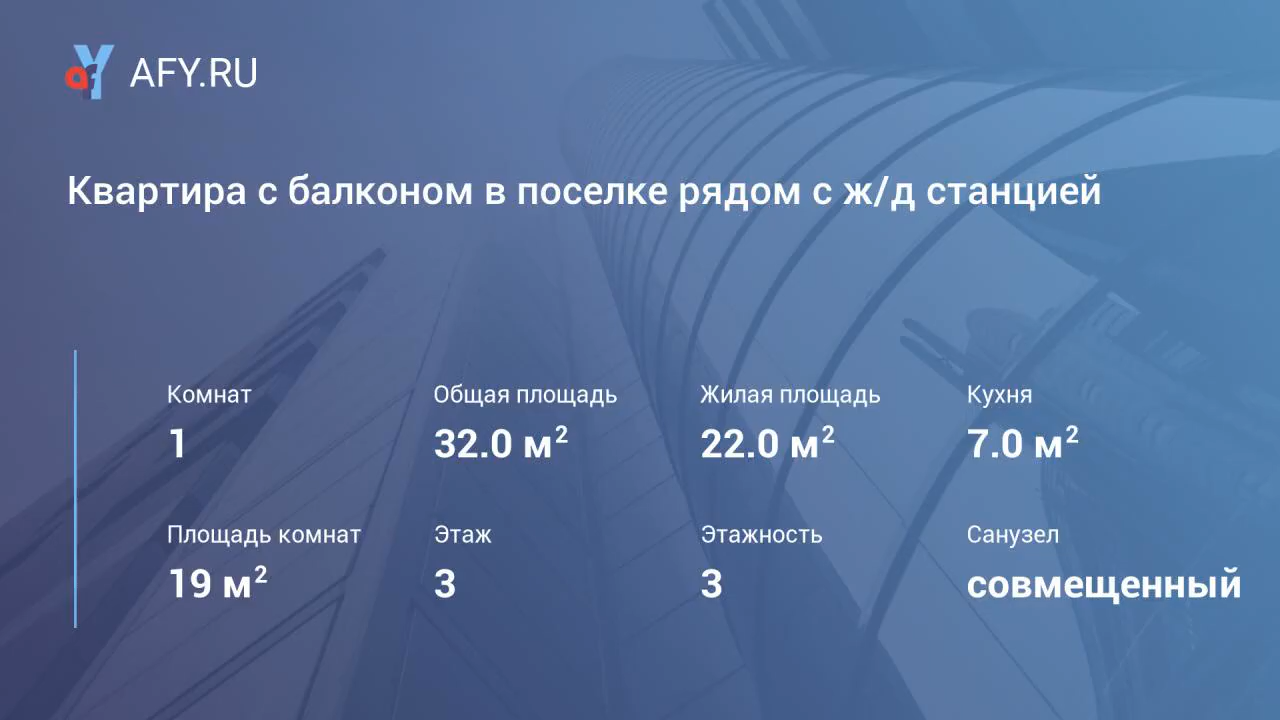 aYf AFY.RU
Квартира с балконом в поселке рядом с ж/д станцией
Комнат Общая площадь Жилая площадь Кухня
1 32.0 м² 22.0 м² 7.0 м²
Площадь комнат Этаж Этажность Санузел
19 м² 3 3 совмещенный